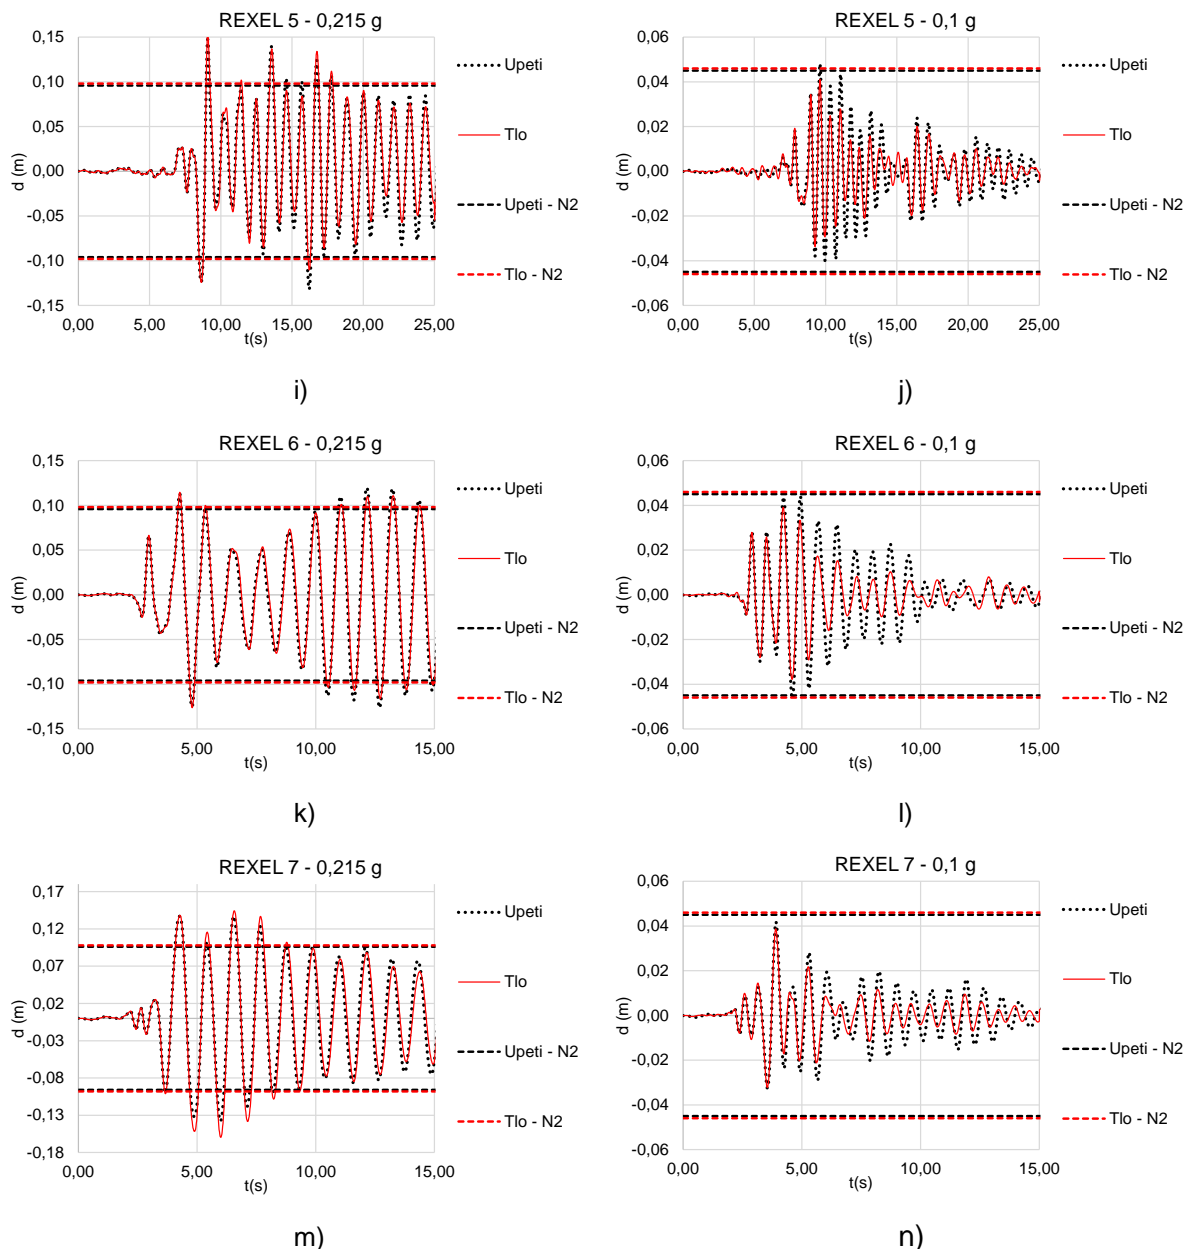 REXEL 5 - 0,215 g
0,15
0,10
0,05
0,00
-0,05
-0,10
-0,15
d (m)
0,00 5,00 10,00 15,00 20,00 25,00
t(s)
Upeti
Tlo
Upeti - N2
Tlo - N2
i)
REXEL 5 - 0,1 g
0,06
0,04
0,02
0,00
-0,02
-0,04
-0,06
d (m)
0,00 5,00 10,00 15,00 20,00 25,00
t(s)
Upeti
Tlo
Upeti - N2
Tlo - N2
j)
REXEL 6 - 0,215 g
0,15
0,10
0,05
0,00
-0,05
-0,10
-0,15
d (m)
0,00 5,00 10,00 15,00
t(s)
Upeti
Tlo
Upeti - N2
Tlo - N2
k)
REXEL 6 - 0,1 g
0,06
0,04
0,02
0,00
-0,02
-0,04
-0,06
d (m)
0,00 5,00 10,00 15,00
t(s)
Upeti
Tlo
Upeti - N2
Tlo - N2
l)
REXEL 7 - 0,215 g
0,17
0,12
0,07
0,02
-0,03
-0,08
-0,13
-0,18
d (m)
0,00 5,00 10,00 15,00
t(s)
Upeti
Tlo
Upeti - N2
Tlo - N2
m)
REXEL 7 - 0,1 g
0,06
0,04
0,02
0,00
-0,02
-0,04
-0,06
d (m)
0,00 5,00 10,00 15,00
t(s)
Upeti
Tlo
Upeti - N2
Tlo - N2
n)